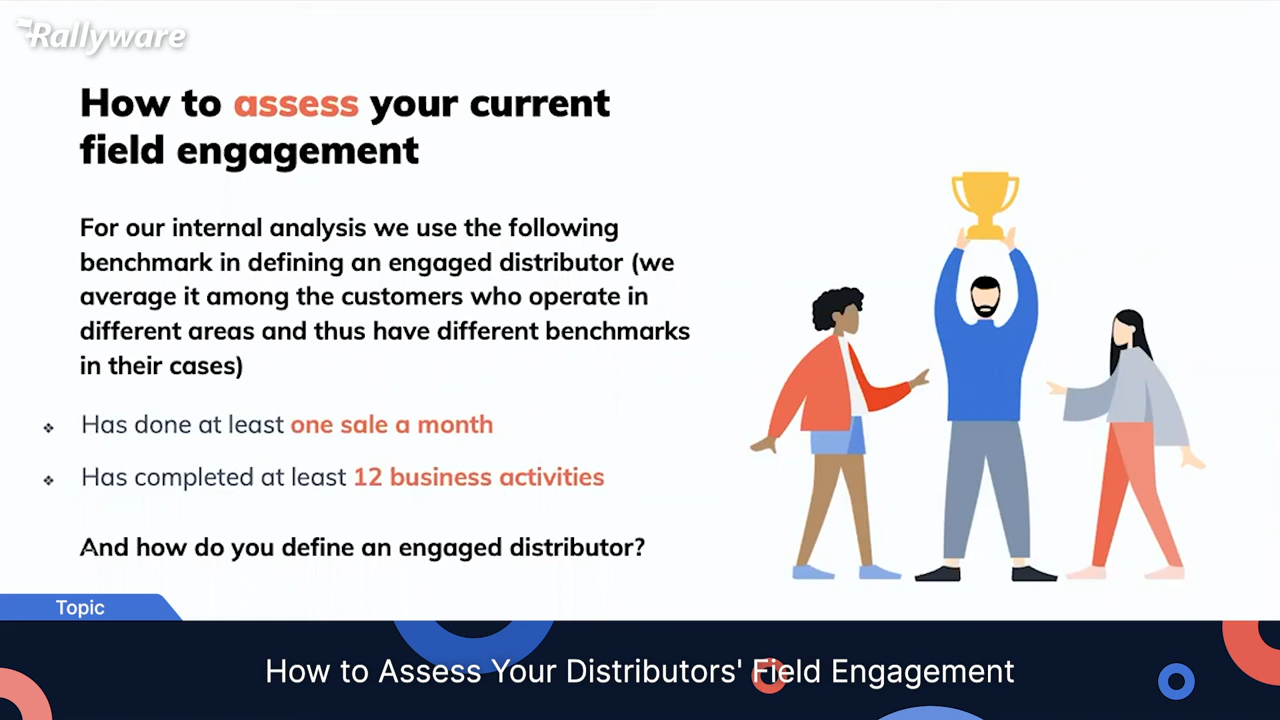 Rallyware
How to assess your current
field engagement
For our internal analysis we use the following
benchmark in defining an engaged distributor (we
average it among the customers who operate in
different areas and thus have different benchmarks
in their cases)
❖ Has done at least one sale a month
❖ Has completed at least 12 business activities
And how do you define an engaged distributor?
Topic
How to Assess Your Distributors' Field Engagement